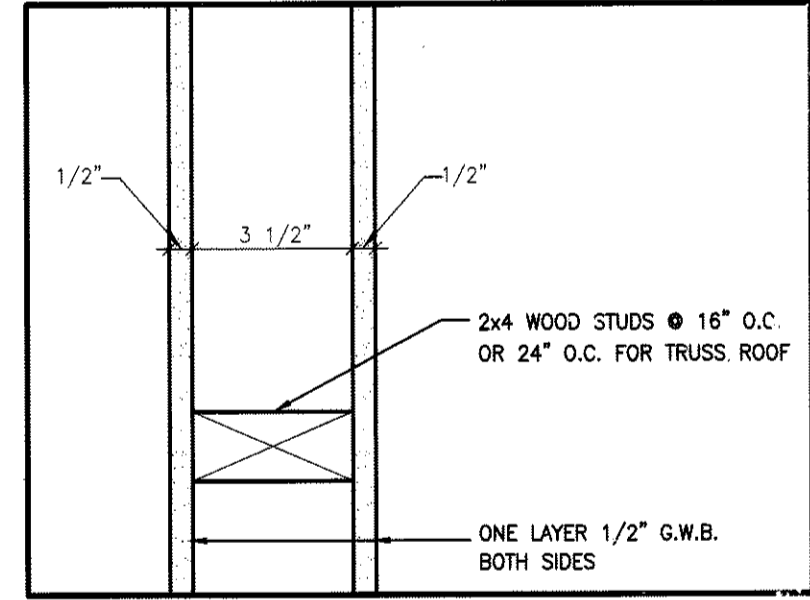 1/2"
3 1/2"
1/2"
2x4 WOOD STUDS @ 16" O.C.
OR 24" O.C. FOR TRUSS ROOF
ONE LAYER 1/2" G.W.B.
BOTH SIDES